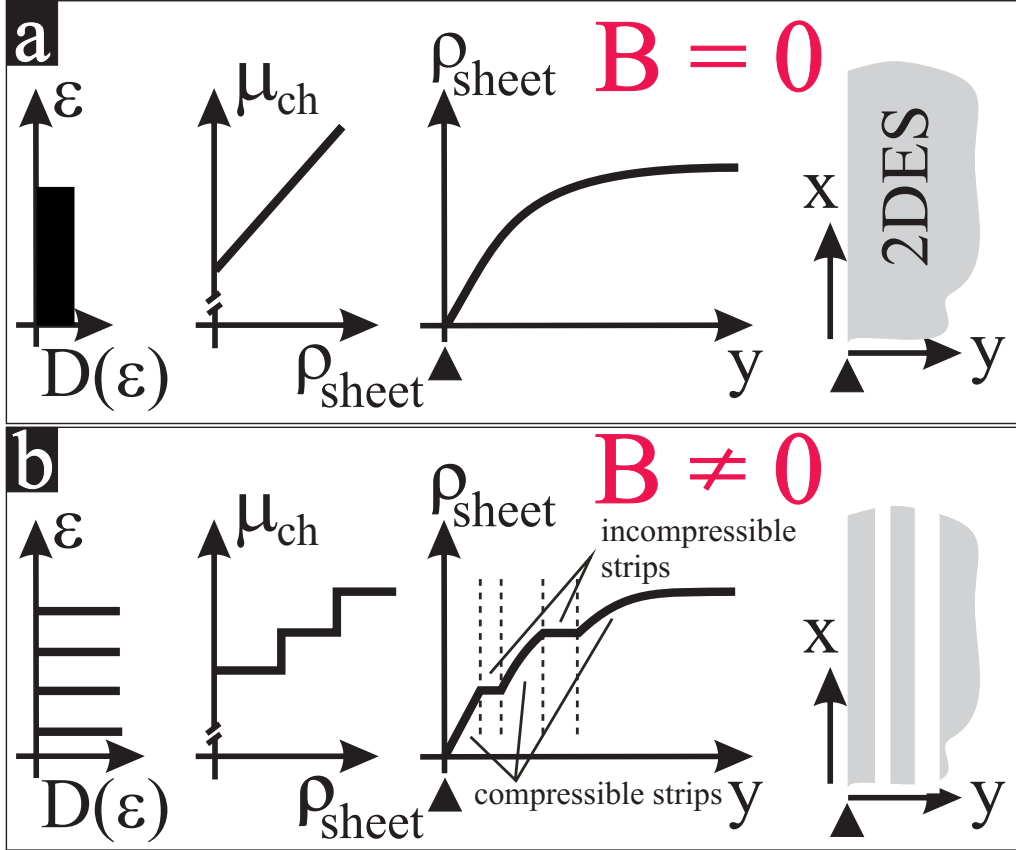 a
ε
D(ε)
μch
ρsheet
ρsheet
B = 0
y
2DES
x
y
b
ε
D(ε)
μch
ρsheet
ρsheet
B ≠ 0
incompressible
strips
compressible strips
y
x
y